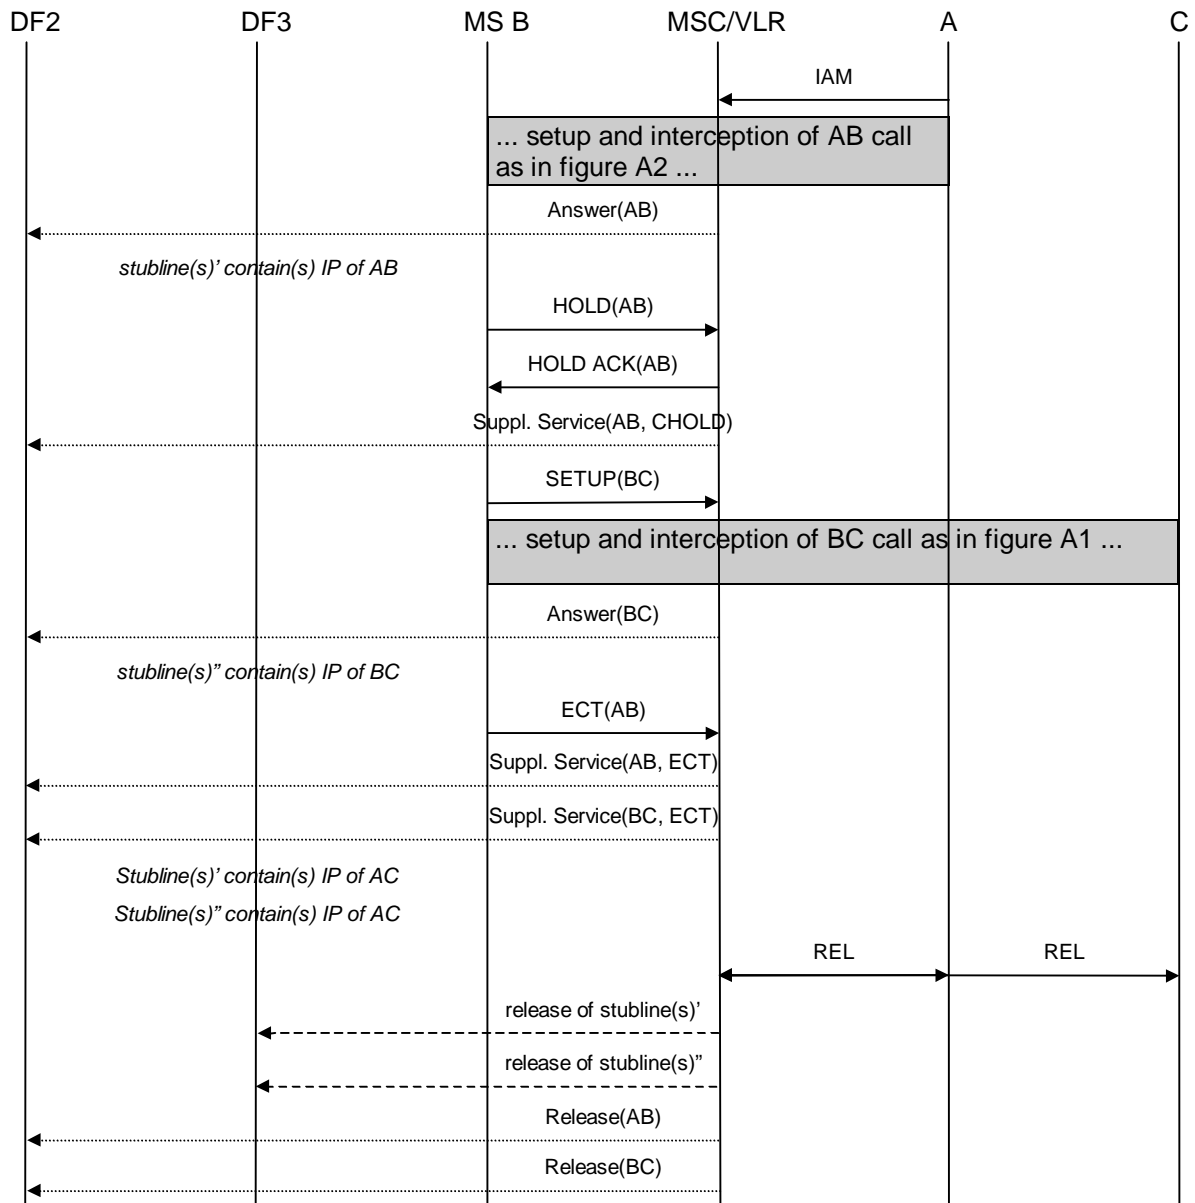 DF2 DF3 MS B MSC/VLR A C
IAM
... setup and interception of AB call
as in figure A2 ...
Answer(AB)
stubline(s)’ contain(s) IP of AB
HOLD(AB)
HOLD ACK(AB)
Suppl. Service(AB, CHOLD)
SETUP(BC)
... setup and interception of BC call as in figure A1 ...
Answer(BC)
stubline(s)” contain(s) IP of BC
ECT(AB)
Suppl. Service(AB, ECT)
Suppl. Service(BC, ECT)
Stubline(s)’ contain(s) IP of AC
Stubline(s)” contain(s) IP of AC
REL REL
release of stubline(s)’
release of stubline(s)”
Release(AB)
Release(BC)